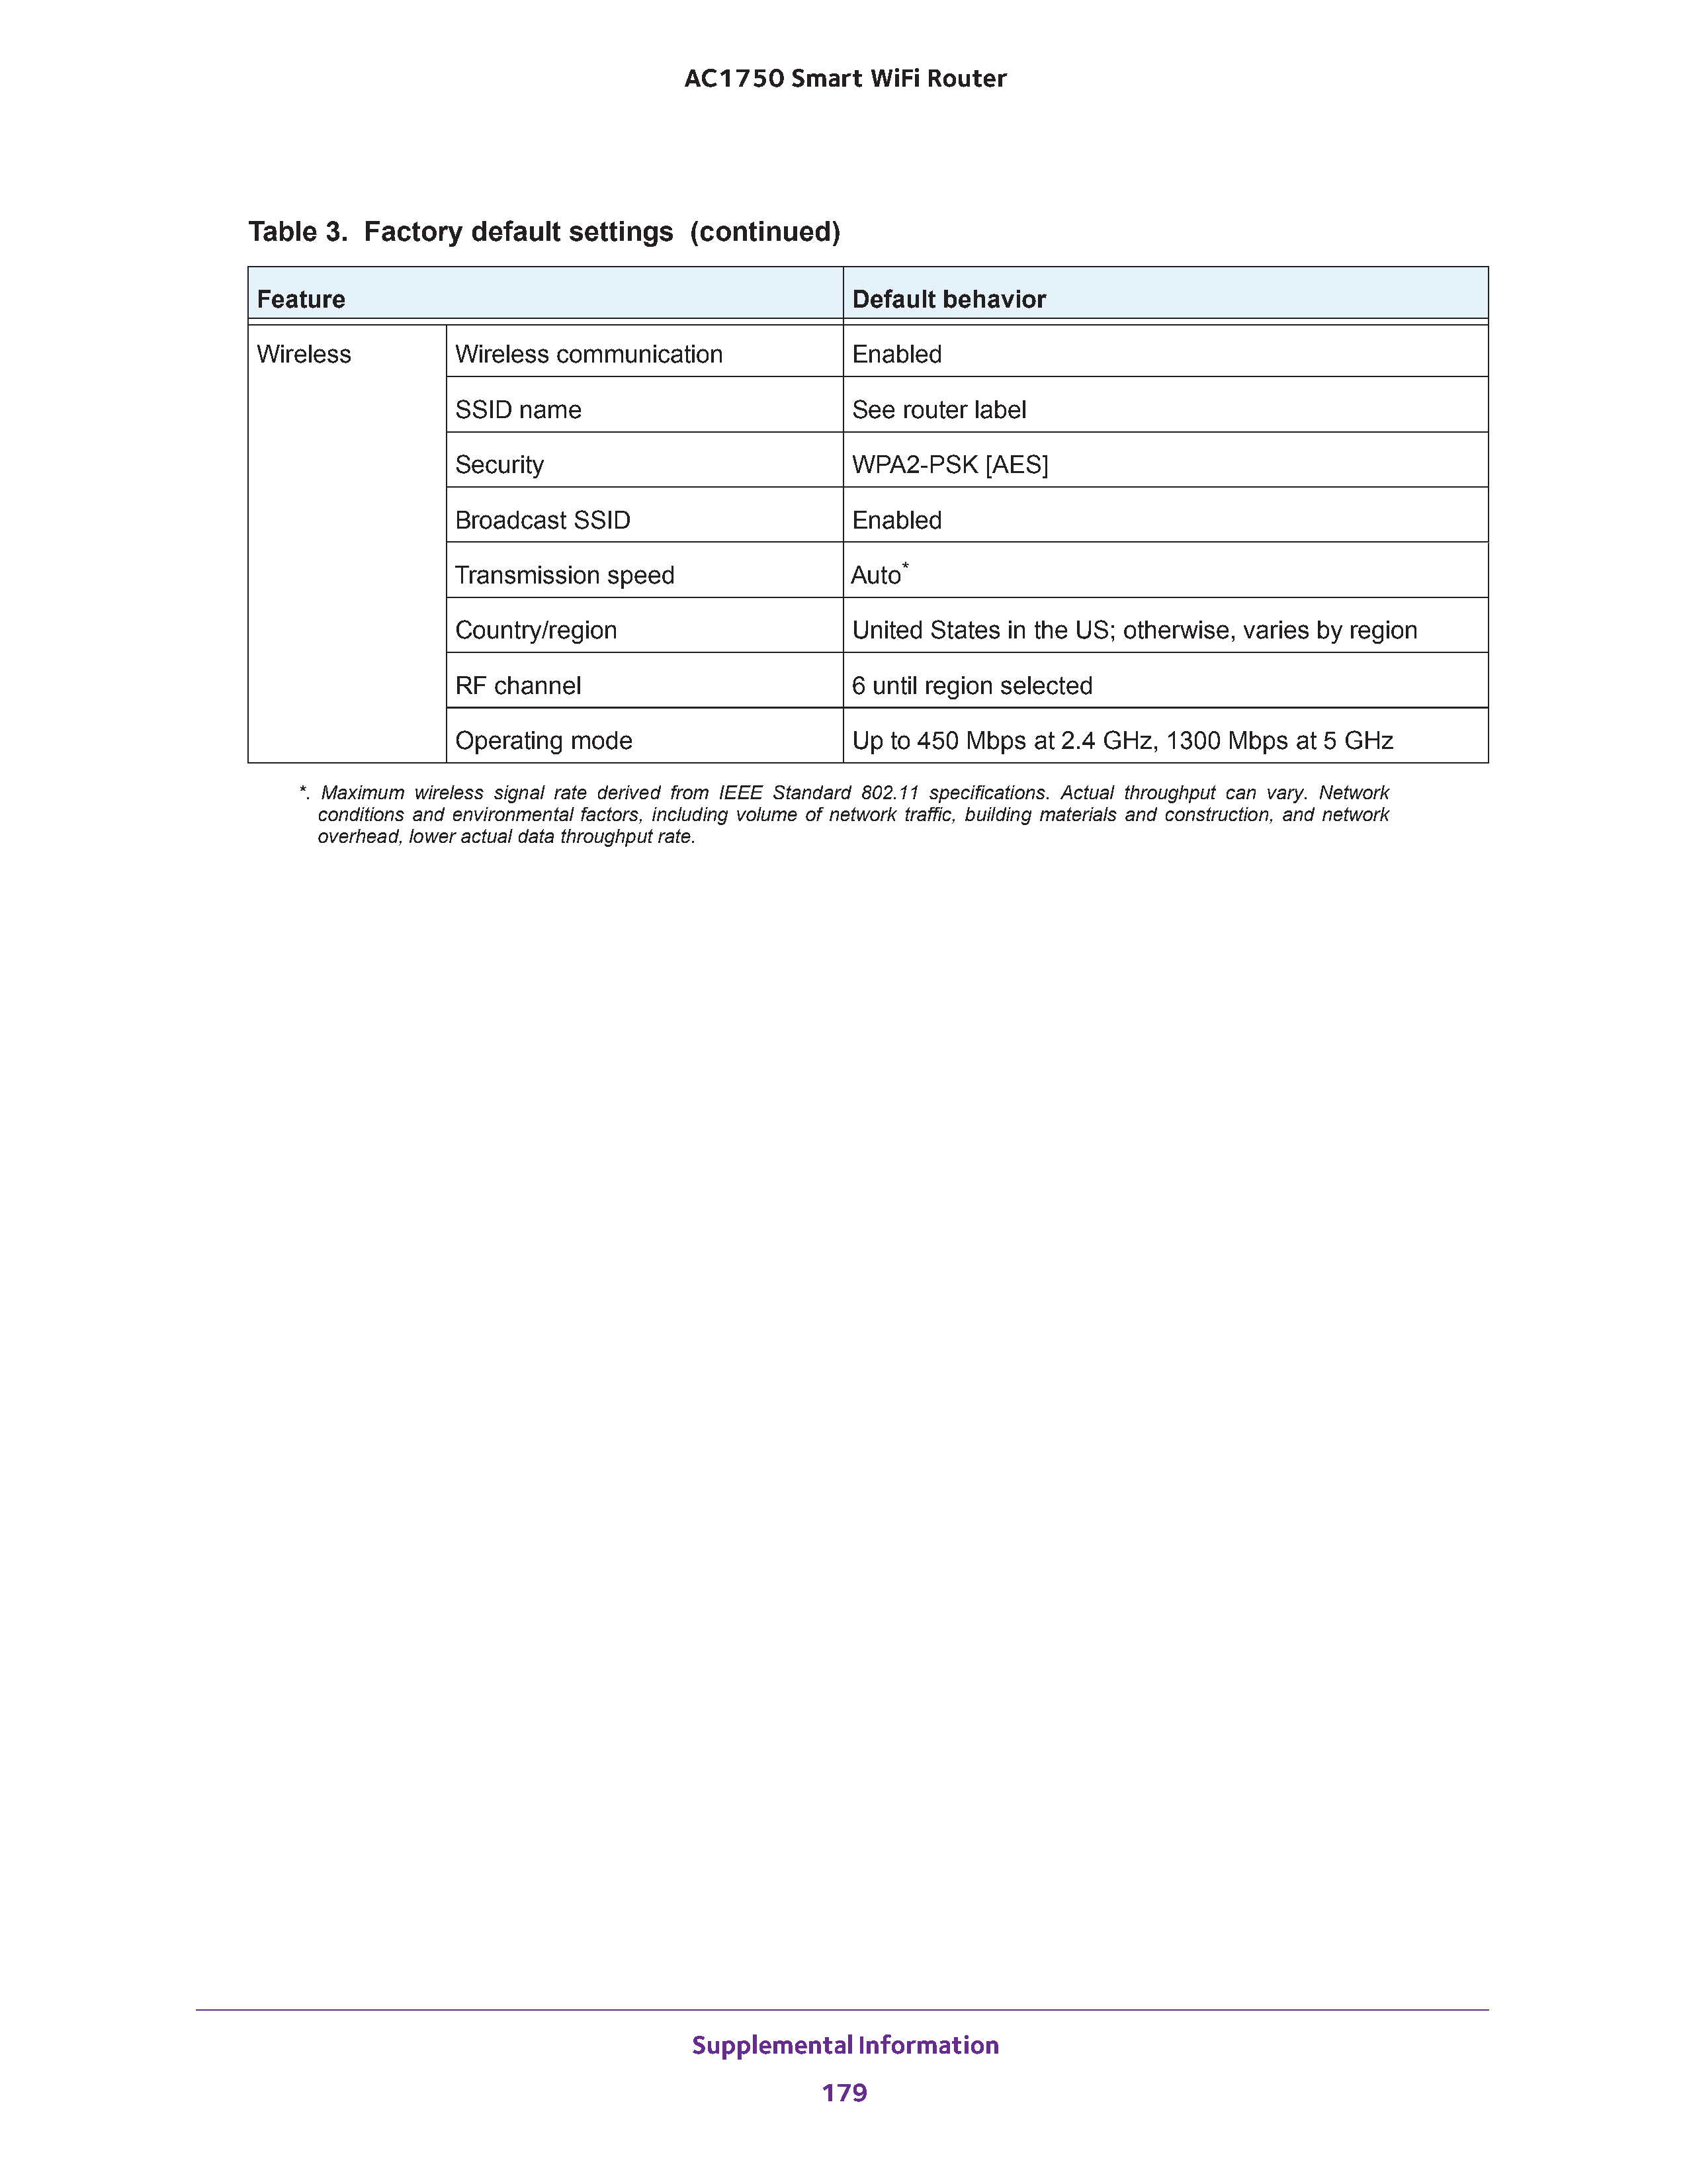 AC1750 Smart WiFi Router
Table 3. Factory default settings (continued)
Feature Default behavior
Wireless Wireless communication Enabled
SSID name See router label
Security WPA2-PSK [AES]
Broadcast SSID Enabled
Transmission speed Auto*
Country/region United States in the US; otherwise, varies by region
RF channel 6 until region selected
Operating mode Up to 450 Mbps at 2.4 GHz, 1300 Mbps at 5 GHz
*. Maximum wireless signal rate derived from IEEE Standard 802.11 specifications. Actual throughput can vary. Network
conditions and environmental factors, including volume of network traffic, building materials and construction, and network
overhead, lower actual data throughput rate.
Supplemental Information
179